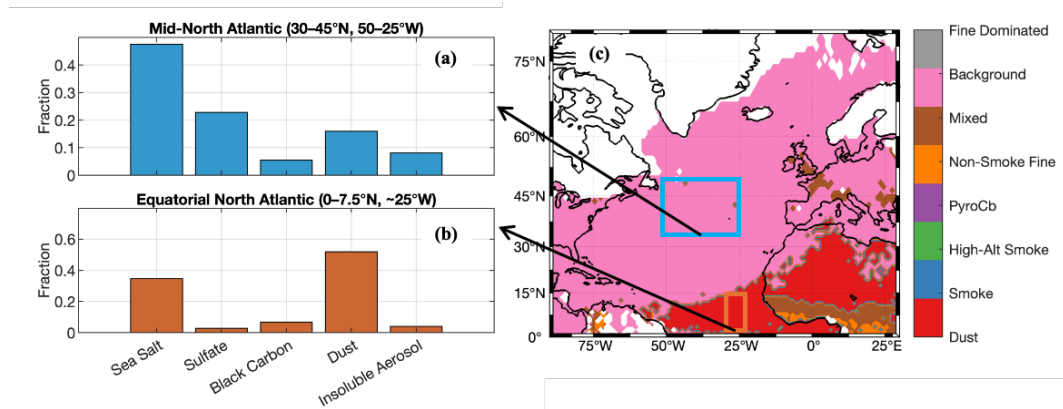 Mid-North Atlantic (30–45°N, 50–25°W)
(a)
Fraction
0.4
0.3
0.2
0.1
0
Equatorial North Atlantic (0–7.5°N, ~25°W)
(b)
Fraction
0.6
0.4
0.2
0
Sea Salt
Sulfate
Black Carbon
Dust
Insoluble Aerosol
(c)
75°N
60°N
45°N
30°N
15°N
0°
75°W
50°W
25°W
0°
25°E
Fine Dominated
Background
Mixed
Non-Smoke Fine
PyroCb
High-Alt Smoke
Smoke
Dust